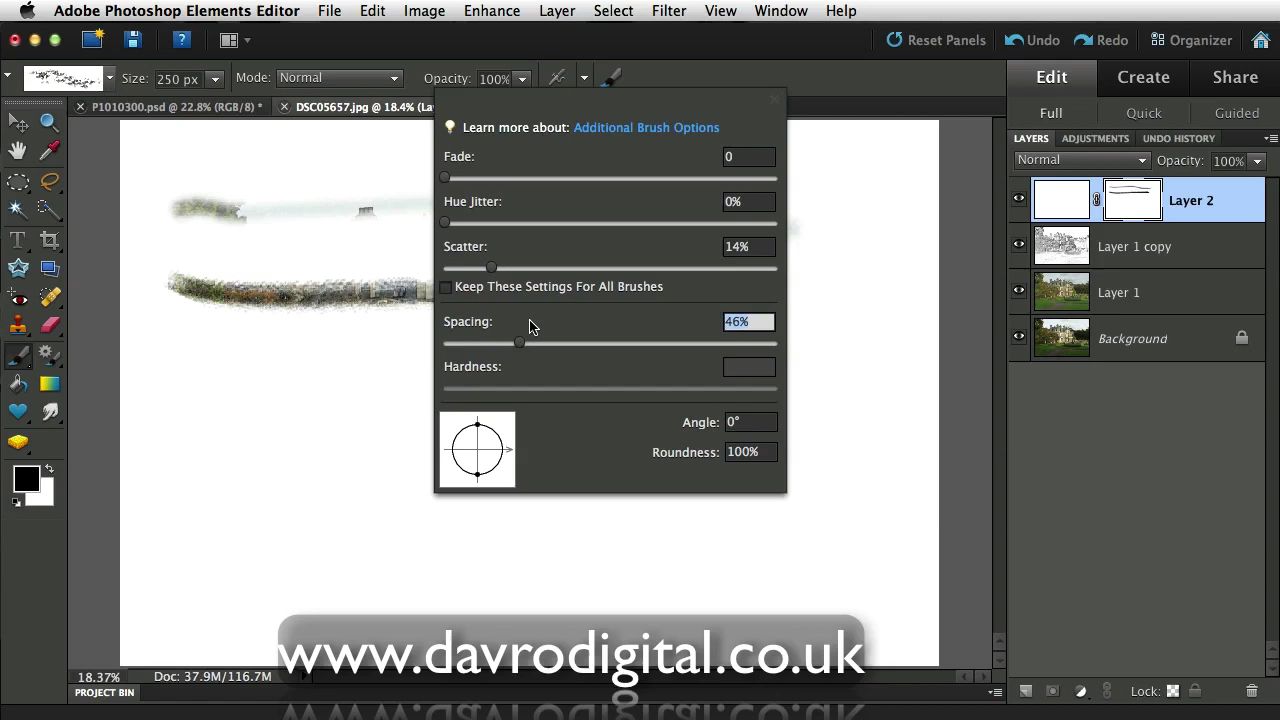 Adobe Photoshop Elements Editor File Edit Image Enhance Layer Select Filter View Window Help
Reset Panels Undo Redo Organizer
Size: 250 px Mode: Normal Opacity: 100% Edit Create Share
P1010300.psd @ 22.8% (RGB/8) * DSC05657.jpg @ 18.4% (La
Full Quick Guided
Learn more about: Additional Brush Options
LAYERS ADJUSTMENTS UNDO HISTORY
Fade: 0
Normal Opacity: 100%
Hue Jitter: 0%
Layer 2
Scatter: 14%
Layer 1 copy
Keep These Settings For All Brushes
Layer 1
Spacing: 46%
Background
Hardness:
Angle: 0°
Roundness: 100%
www.davrodigital.co.uk
18.37% Doc: 37.9M/116.7M
PROJECT BIN
Lock: